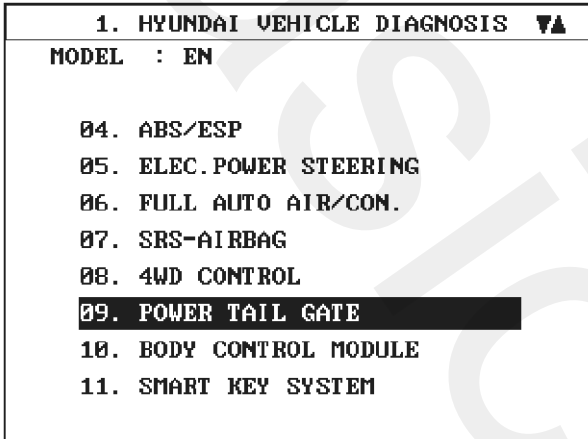 1. HYUNDAI VEHICLE DIAGNOSIS ▼▲
MODEL : EN
04. ABS/ESP
05. ELEC.POWER STEERING
06. FULL AUTO AIR/CON.
07. SRS-AIRBAG
08. 4WD CONTROL
09. POWER TAIL GATE
10. BODY CONTROL MODULE
11. SMART KEY SYSTEM